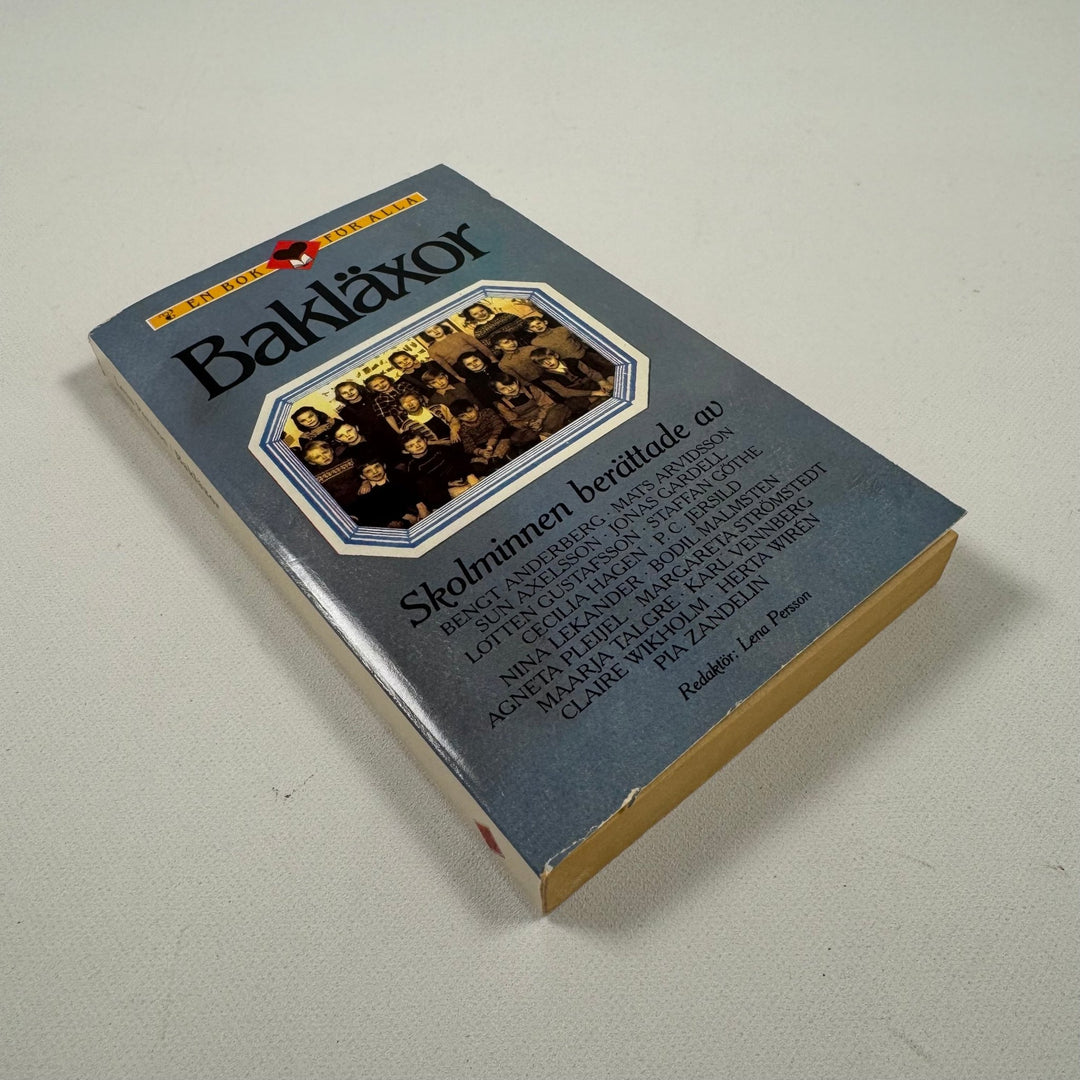 EN BOK FÖR ALLA
Bakläxor
Skolminnen berättade av
BENGT ANDERBERG · MATS ARVIDSSON
SUN AXELSSON · JONAS GARDELL
LOTTEN GUSTAFSSON · STAFFAN GÖTHE
CECILIA HAGEN · P.C. JERSILD
NINA LEKANDER · BODIL MALMSTEN
AGNETA PLEIJEL · MARGARETA STRÖMSTEDT
MAARJA TALGRE · KARL VENNBERG
CLAIRE WIKHOLM · HERTA WIRÉN
PIA ZANDELIN
Redaktör: Lena Persson